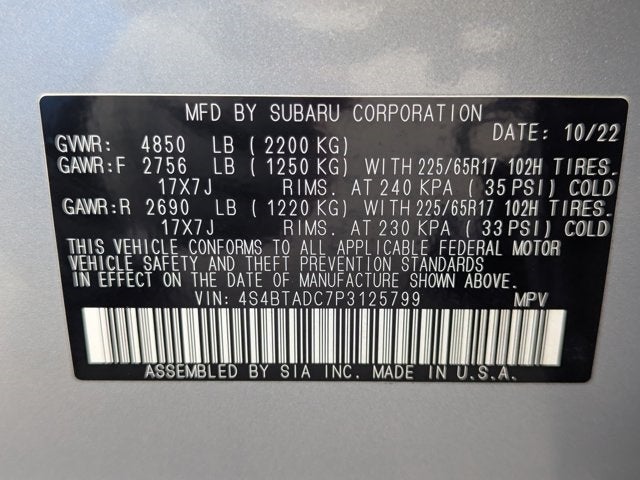 MFD BY SUBARU CORPORATION
DATE: 10/22
GVWR: 4850 LB (2200 KG)
GAWR:F 2756 LB (1250 KG) WITH 225/65R17 102H TIRES.
17X7J RIMS. AT 240 KPA (35 PSI) COLD
GAWR:R 2690 LB (1220 KG) WITH 225/65R17 102H TIRES.
17X7J RIMS. AT 230 KPA (33 PSI) COLD
THIS VEHICLE CONFORMS TO ALL APPLICABLE FEDERAL MOTOR
VEHICLE SAFETY AND THEFT PREVENTION STANDARDS
IN EFFECT ON THE DATE OF MANUFACTURE SHOWN ABOVE.
VIN: 4S4BTADC7P3125799 MPV
ASSEMBLED BY SIA INC. MADE IN U.S.A.